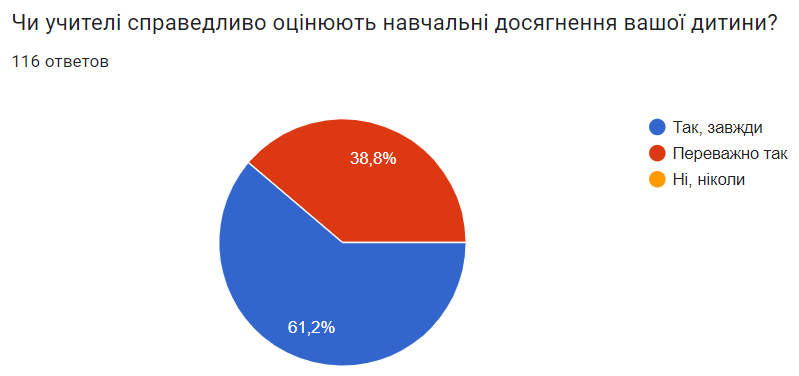 Чи учителі справедливо оцінюють навчальні досягнення вашої дитини?
116 ответов
38,8%
61,2%
Так, завжди
Переважно так
Ні, ніколи